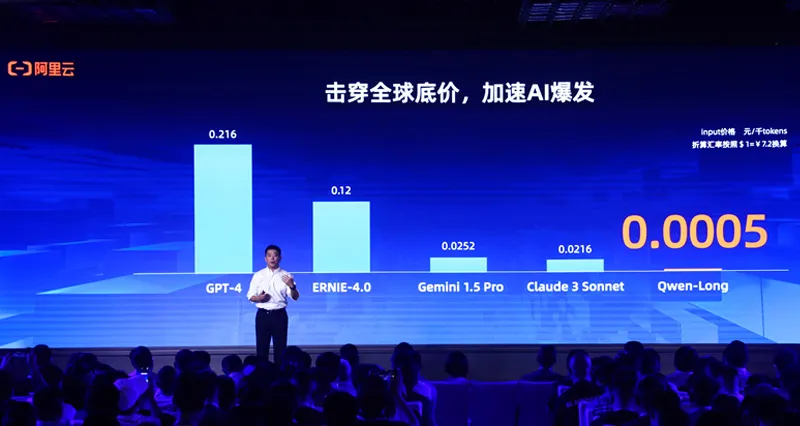 阿里云
击穿全球底价，加速AI爆发
input价格 元/千tokens
折算汇率按照＄1=￥7.2换算
0.216
0.12
0.0252
0.0216
0.0005
GPT-4
ERNIE-4.0
Gemini 1.5 Pro
Claude 3 Sonnet
Qwen-Long